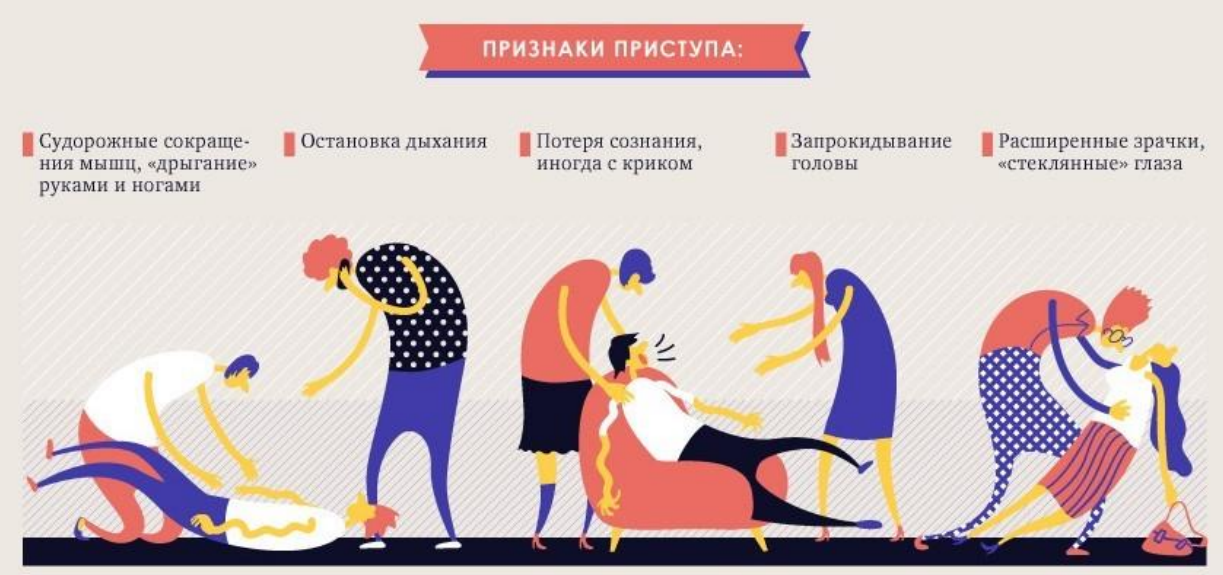 ПРИЗНАКИ ПРИСТУПА:
Судорожные сокраще-
ния мышц, «дрыгание»
руками и ногами
Остановка дыхания
Потеря сознания,
иногда с криком
Запрокидывание
головы
Расширенные зрачки,
«стеклянные» глаза